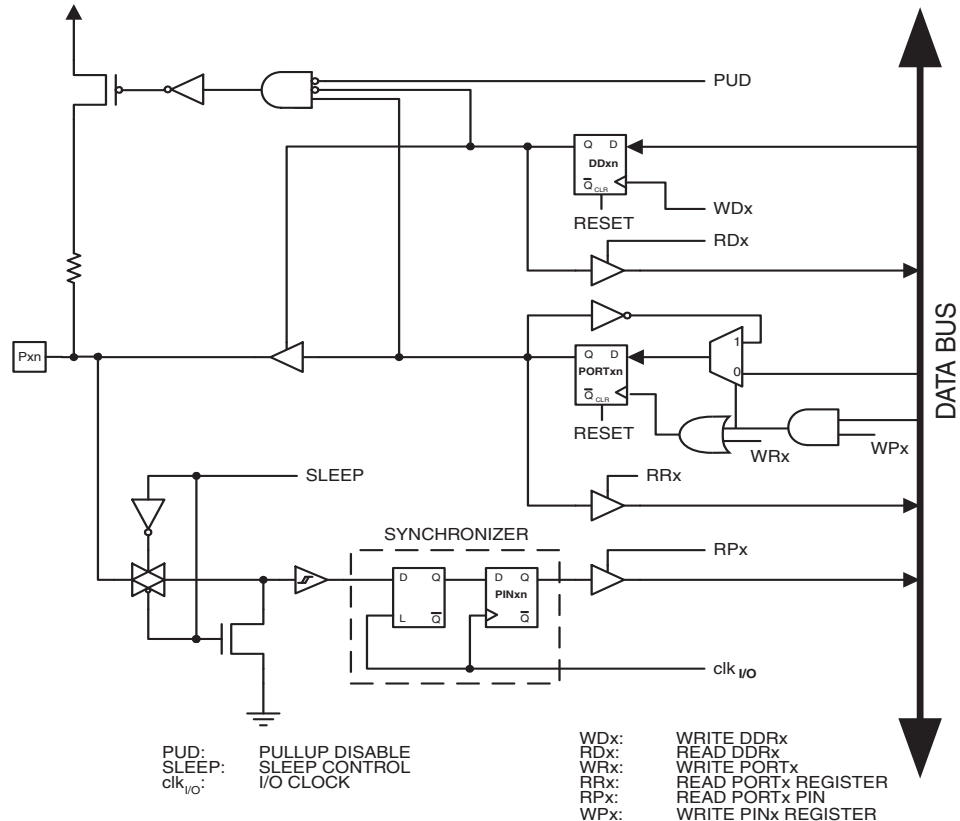 PUD
Q D
DDxn
Q CLR
WDx
RESET
RDx
Pxn
1
Q D
PORTxn
0
Q CLR
RESET
WRx
WPx
DATA BUS
SLEEP
RRx
SYNCHRONIZER
RPx
D Q
L Q
D Q
PINxn
Q
clk I/O
PUD: PULLUP DISABLE
SLEEP: SLEEP CONTROL
clkI/O: I/O CLOCK
WDx: WRITE DDRx
RDx: READ DDRx
WRx: WRITE PORTx
RRx: READ PORTx REGISTER
RPx: READ PORTx PIN
WPx: WRITE PINx REGISTER